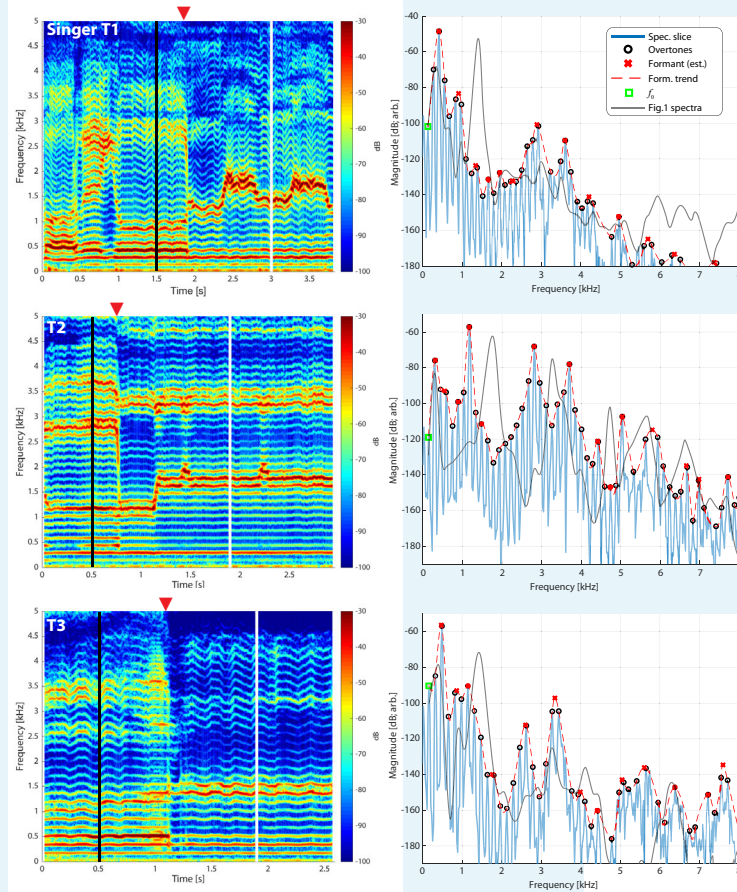 Singer T1
5
4.5
4
3.5
3
2.5
2
1.5
1
0.5
0
Frequency [kHz]
0 0.5 1 1.5 2 2.5 3 3.5
Time [s]
-30
-40
-50
-60
-70
-80
-90
-100
dB
-40
-60
-80
-100
-120
-140
-160
-180
Magnitude [dB; arb.]
0 1 2 3 4 5 6 7
Frequency [kHz]
Spec. slice
Overtones
Formant (est.)
Form. trend
f₀
Fig.1 spectra
T2
5
4.5
4
3.5
3
2.5
2
1.5
1
0.5
0
Frequency [kHz]
0 0.5 1 1.5 2 2.5
Time [s]
-30
-40
-50
-60
-70
-80
-90
-100
dB
-60
-80
-100
-120
-140
-160
-180
Magnitude [dB; arb.]
0 1 2 3 4 5 6 7
Frequency [kHz]
T3
5
4.5
4
3.5
3
2.5
2
1.5
1
0.5
0
Frequency [kHz]
0 0.5 1 1.5 2 2.5
Time [s]
-30
-40
-50
-60
-70
-80
-90
-100
dB
-60
-80
-100
-120
-140
-160
-180
Magnitude [dB; arb.]
0 1 2 3 4 5 6 7 8
Frequency [kHz]